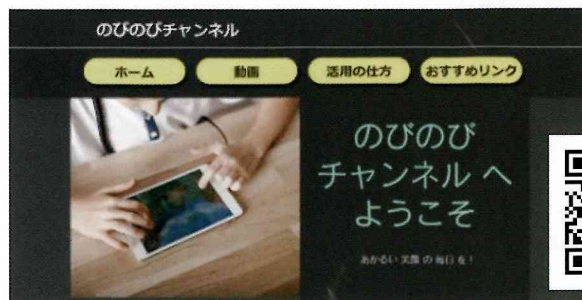 のびのびチャンネル
ホーム
動画
活用の仕方
おすすめリンク
のびのび
チャンネル へ
ようこそ
あかるい 笑顔 の 毎日 を！